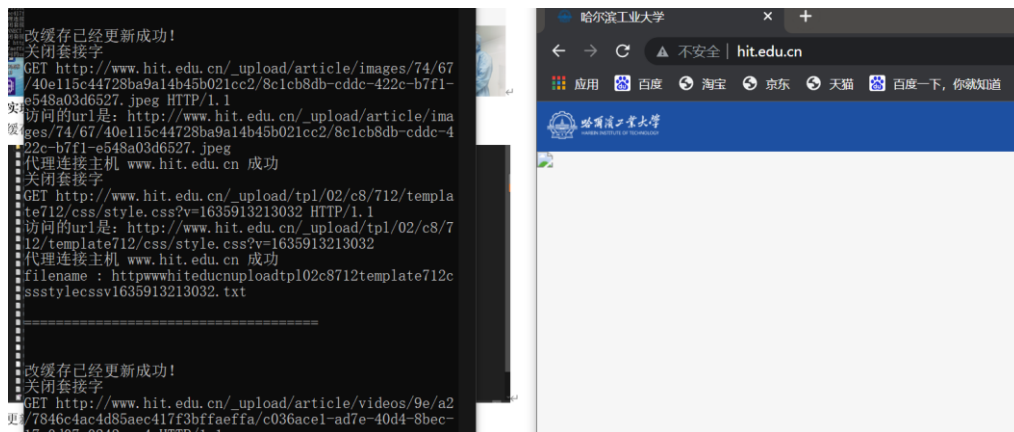 改缓存已经更新成功!
关闭套接字
GET http://www.hit.edu.cn/_upload/article/images/74/67
/40e115c44728ba9a14b45b021cc2/8c1cb8db-cddc-422c-b7f1-
e548a03d6527.jpeg HTTP/1.1
访问的url是: http://www.hit.edu.cn/_upload/article/ima
ges/74/67/40e115c44728ba9a14b45b021cc2/8c1cb8db-cddc-4
22c-b7f1-e548a03d6527.jpeg
代理连接主机 www.hit.edu.cn 成功
关闭套接字
GET http://www.hit.edu.cn/_upload/tpl/02/c8/712/templa
te712/css/style.css?v=1635913213032 HTTP/1.1
访问的url是: http://www.hit.edu.cn/_upload/tpl/02/c8/7
12/template712/css/style.css?v=1635913213032
代理连接主机 www.hit.edu.cn 成功
filename : httpwwwhiteducnuploadtpl02c8712template712c
ssstylecssv1635913213032.txt
=====================================
改缓存已经更新成功!
关闭套接字
GET http://www.hit.edu.cn/_upload/article/videos/9e/a2
/7846c4ac4d85aec417f3bffaeffa/c036ace1-ad7e-40d4-8bec-
哈尔滨工业大学
不安全 | hit.edu.cn
应用 百度 淘宝 京东 天猫 百度一下,你就知道
哈尔滨工业大学
HARBIN INSTITUTE OF TECHNOLOGY